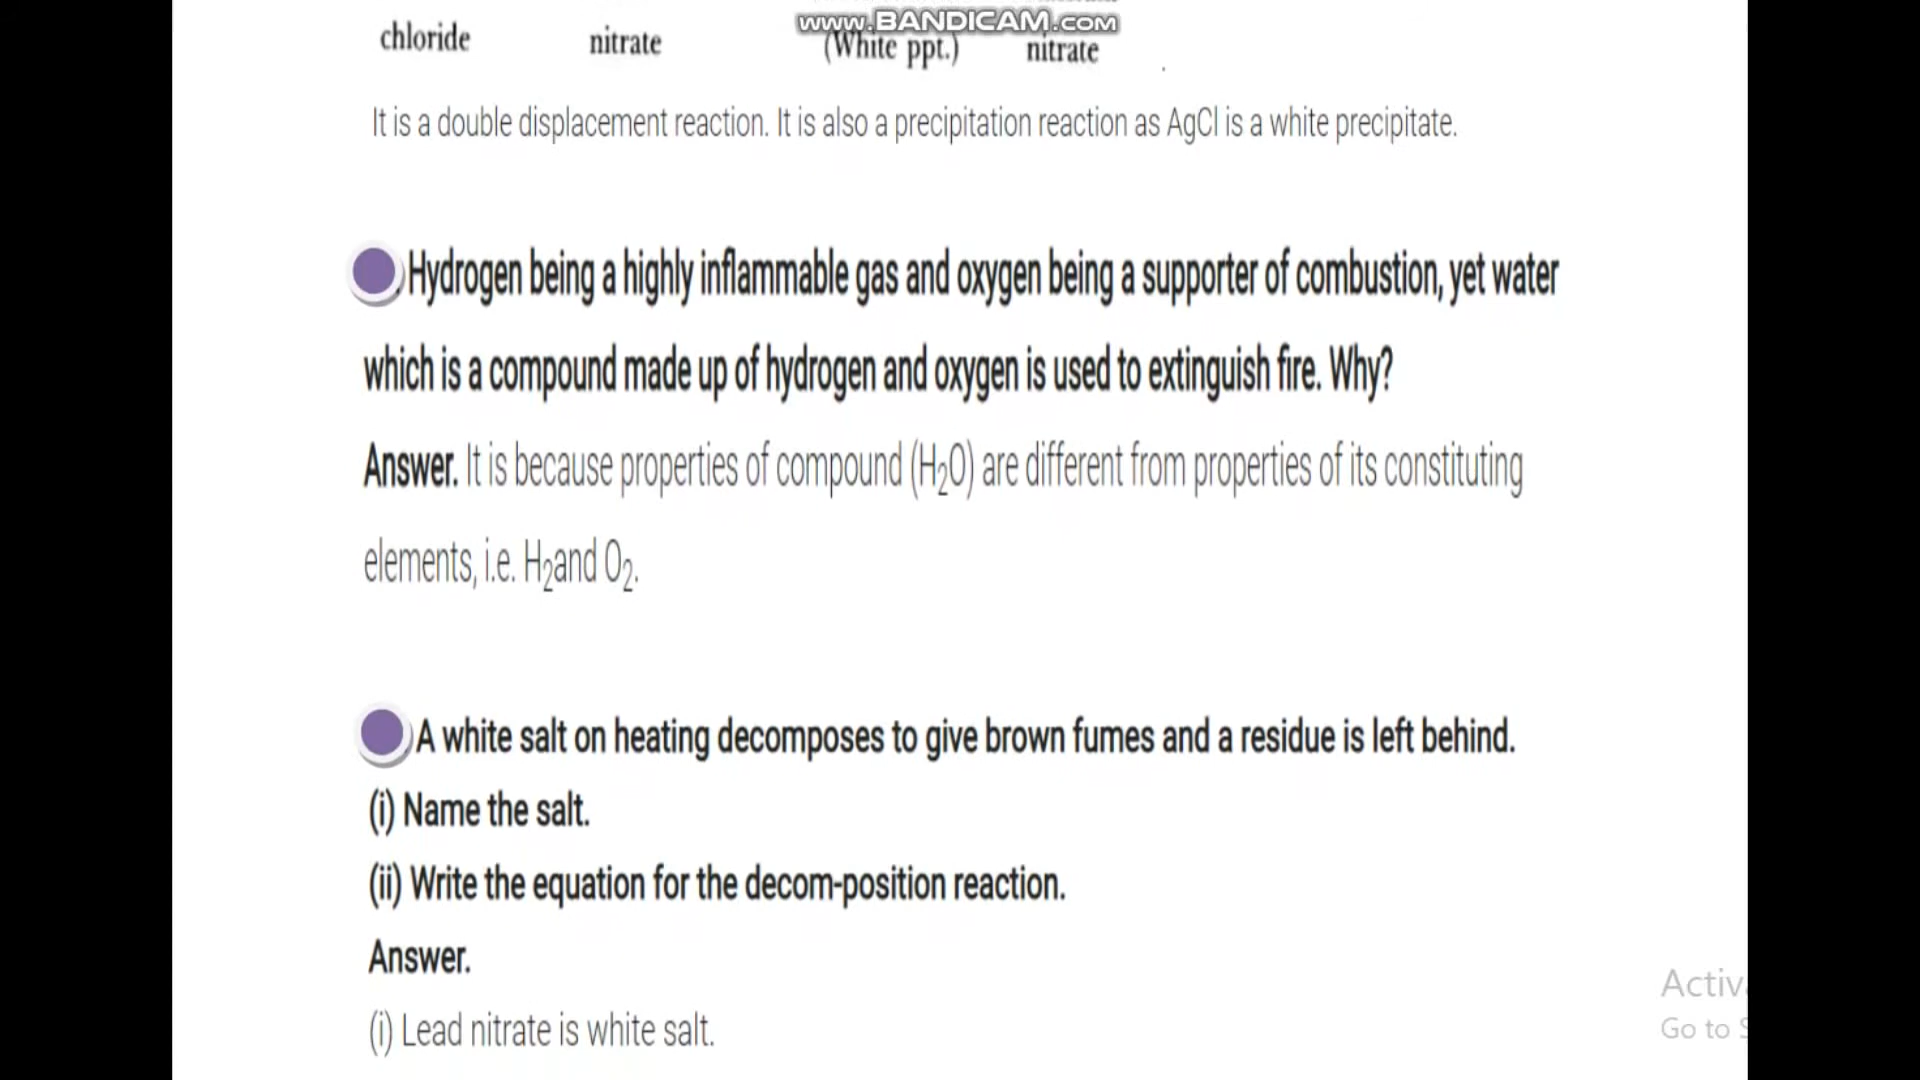 www.BANDICAM.com
chloride nitrate (White ppt.) nitrate
It is a double displacement reaction. It is also a precipitation reaction as AgCl is a white precipitate.
Hydrogen being a highly inflammable gas and oxygen being a supporter of combustion, yet water
which is a compound made up of hydrogen and oxygen is used to extinguish fire. Why?
Answer. It is because properties of compound (H₂O) are different from properties of its constituting
elements, i.e. H₂and O₂.
A white salt on heating decomposes to give brown fumes and a residue is left behind.
(i) Name the salt.
(ii) Write the equation for the decom-position reaction.
Answer.
(i) Lead nitrate is white salt.
Activ
Go to S